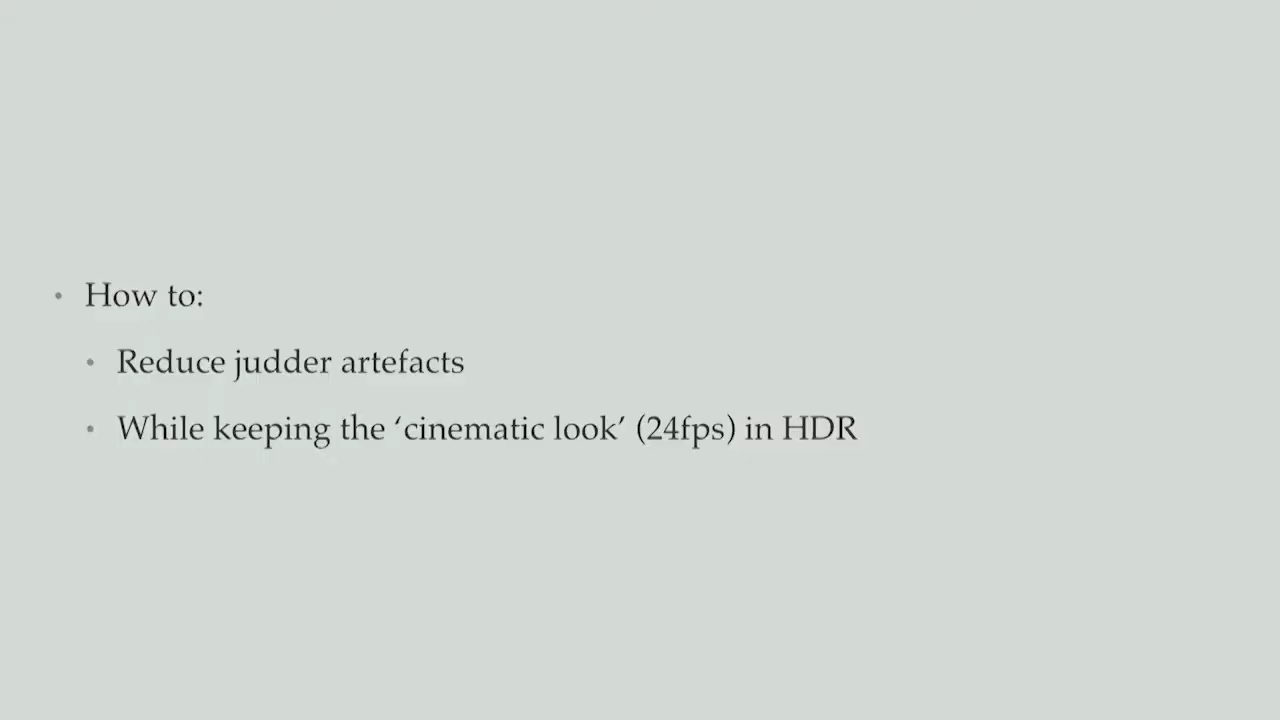 • How to:
• Reduce judder artefacts
• While keeping the ‘cinematic look’ (24fps) in HDR